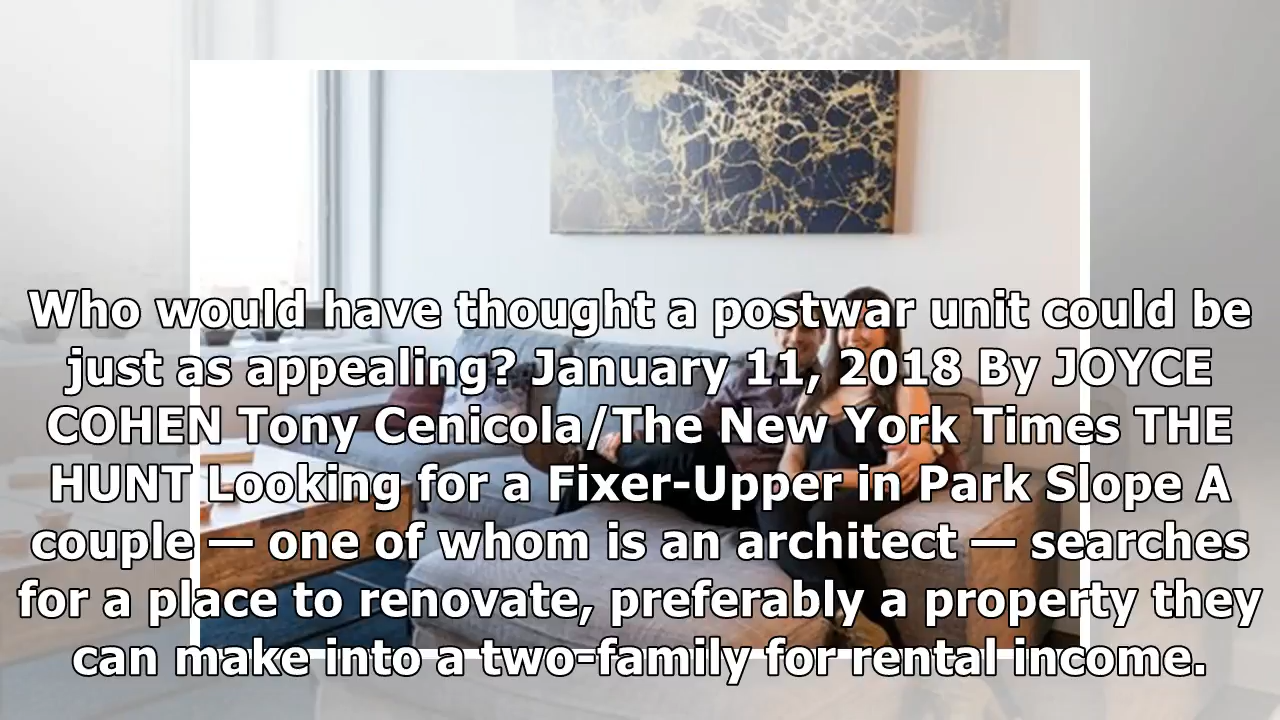 Who would have thought a postwar unit could be
just as appealing? January 11, 2018 By JOYCE
COHEN Tony Cenicola/The New York Times THE
HUNT Looking for a Fixer-Upper in Park Slope A
couple — one of whom is an architect — searches
for a place to renovate, preferably a property they
can make into a two-family for rental income.